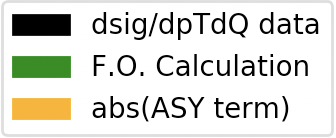 dsig/dpTdQ data
F.O. Calculation
abs(ASY term)